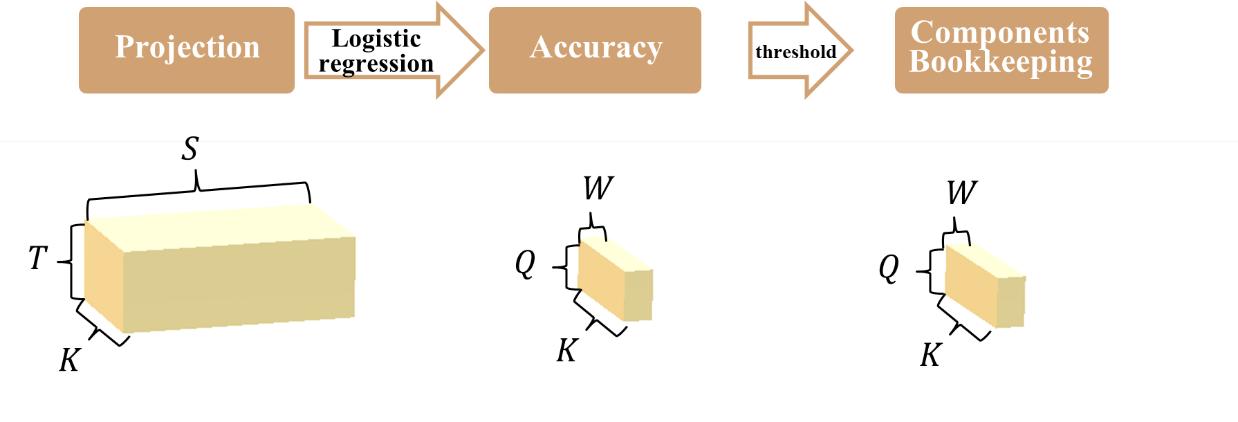 Projection
Logistic
regression
Accuracy
threshold
Components
Bookkeeping
S
T
K
W
Q
K
W
Q
K